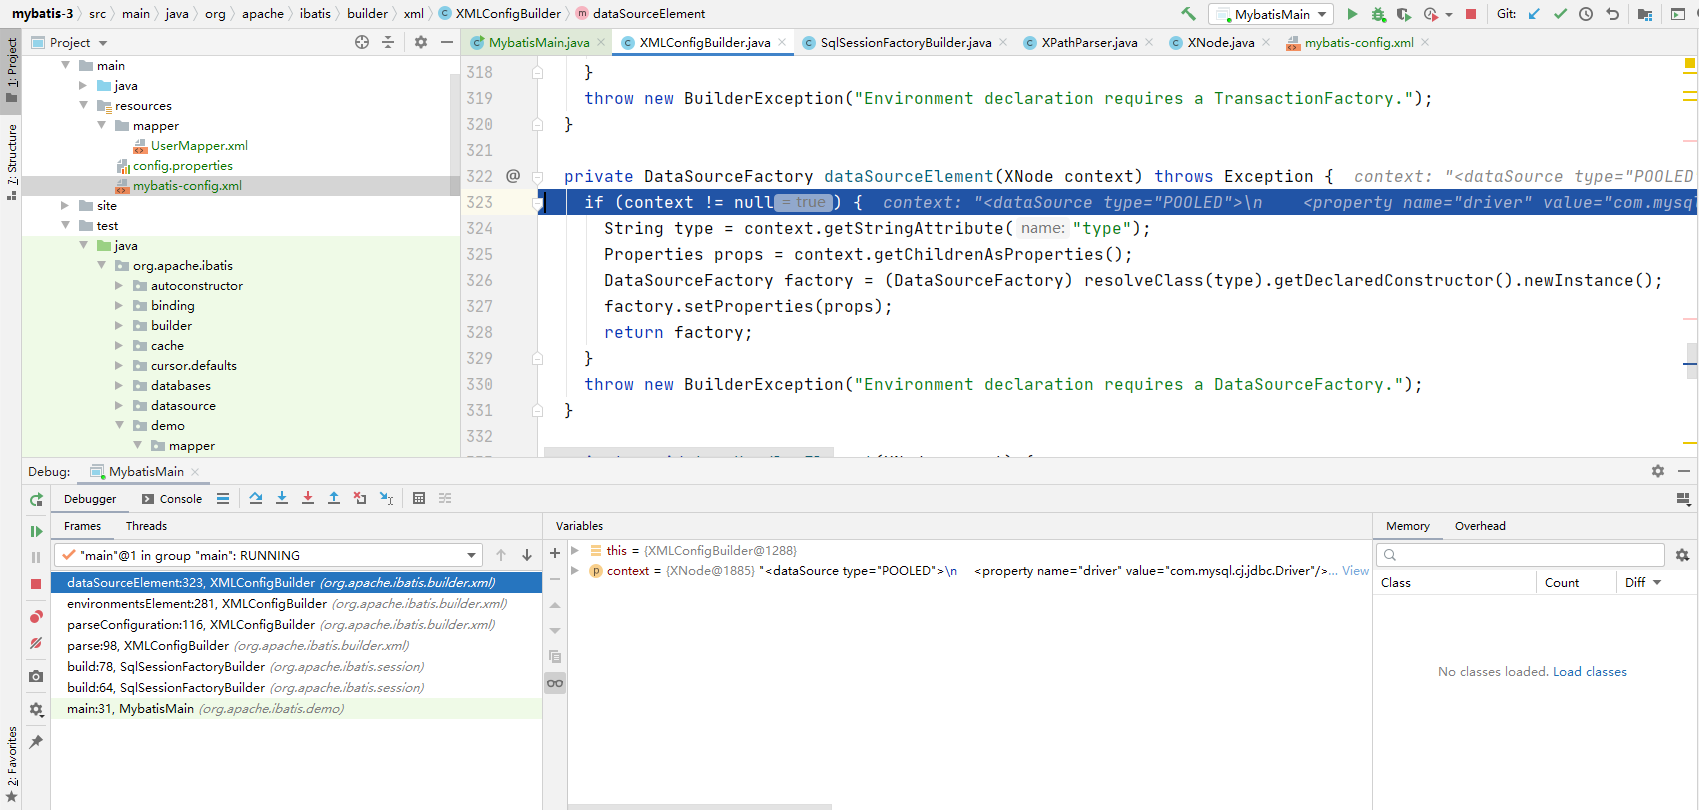 mybatis-3 〉 src 〉 main 〉 java 〉 org 〉 apache 〉 ibatis 〉 builder 〉 xml 〉 C XMLConfigBuilder 〉 m dataSourceElement
MybatisMain
Git:
1: Project
7: Structure
2: Favorites
Project
MybatisMain.java
XMLConfigBuilder.java
SqlSessionFactoryBuilder.java
XPathParser.java
XNode.java
mybatis-config.xml
main
java
resources
mapper
UserMapper.xml
config.properties
mybatis-config.xml
site
test
java
org.apache.ibatis
autoconstructor
binding
builder
cache
cursor.defaults
databases
datasource
demo
mapper
318 }
319 throw new BuilderException("Environment declaration requires a TransactionFactory.");
320 }
321
322 @ private DataSourceFactory dataSourceElement(XNode context) throws Exception { context: "<dataSource type="POOLED
323 if (context != null = true ) { context: "<dataSource type="POOLED">\n <property name="driver" value="com.mysql
324 String type = context.getStringAttribute( name: "type");
325 Properties props = context.getChildrenAsProperties();
326 DataSourceFactory factory = (DataSourceFactory) resolveClass(type).getDeclaredConstructor().newInstance();
327 factory.setProperties(props);
328 return factory;
329 }
330 throw new BuilderException("Environment declaration requires a DataSourceFactory.");
331 }
332
Debug: MybatisMain
Debugger Console
Frames Threads
"main"@1 in group "main": RUNNING
dataSourceElement:323, XMLConfigBuilder (org.apache.ibatis.builder.xml)
environmentsElement:281, XMLConfigBuilder (org.apache.ibatis.builder.xml)
parseConfiguration:116, XMLConfigBuilder (org.apache.ibatis.builder.xml)
parse:98, XMLConfigBuilder (org.apache.ibatis.builder.xml)
build:78, SqlSessionFactoryBuilder (org.apache.ibatis.session)
build:64, SqlSessionFactoryBuilder (org.apache.ibatis.session)
main:31, MybatisMain (org.apache.ibatis.demo)
Variables
this = {XMLConfigBuilder@1288}
p context = {XNode@1885} "<dataSource type="POOLED">\n <property name="driver" value="com.mysql.cj.jdbc.Driver"/>... View
Memory Overhead
Class Count Diff
No classes loaded. Load classes